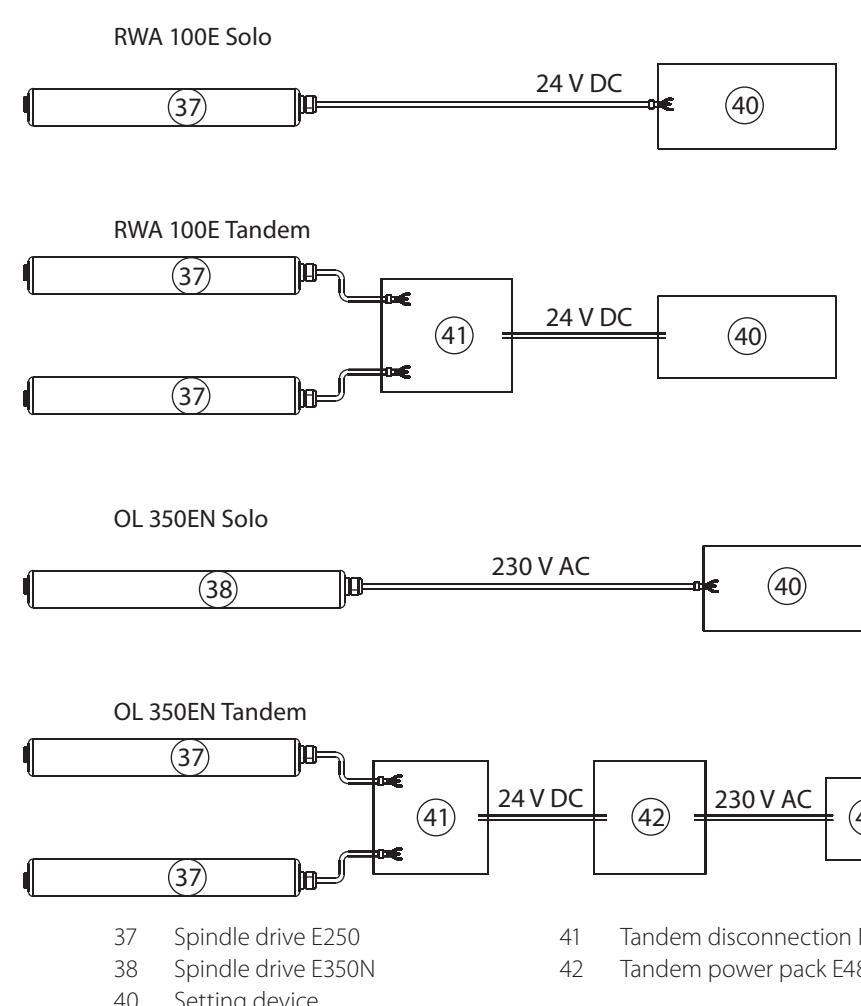 RWA 100E Solo
24 V DC
37
40
RWA 100E Tandem
37
24 V DC
41
40
37
OL 350EN Solo
230 V AC
38
40
OL 350EN Tandem
37
24 V DC
230 V AC
41
42
37
37 Spindle drive E250
41 Tandem disconnection
38 Spindle drive E350N
42 Tandem power pack
40 Setting device